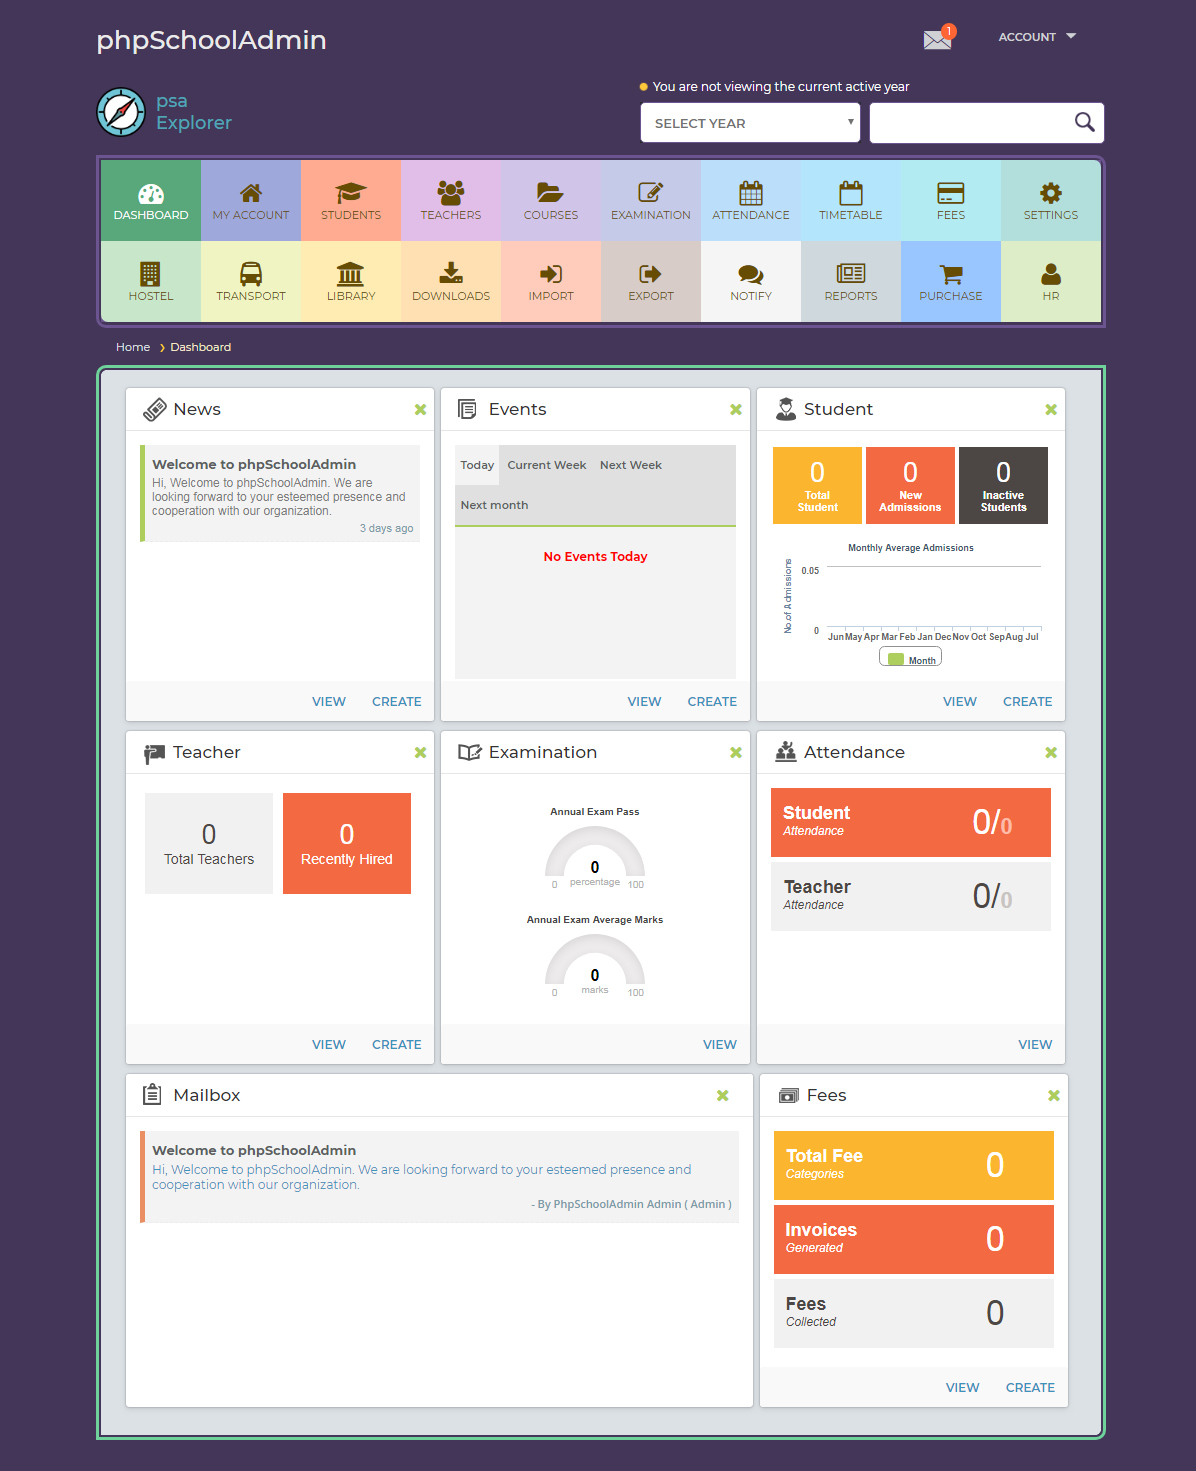 phpSchoolAdmin
1
ACCOUNT
psa
Explorer
You are not viewing the current active year
SELECT YEAR
DASHBOARD
MY ACCOUNT
STUDENTS
TEACHERS
COURSES
EXAMINATION
ATTENDANCE
TIMETABLE
FEES
SETTINGS
HOSTEL
TRANSPORT
LIBRARY
DOWNLOADS
IMPORT
EXPORT
NOTIFY
REPORTS
PURCHASE
HR
Home › Dashboard
News
Welcome to phpSchoolAdmin
Hi, Welcome to phpSchoolAdmin. We are
looking forward to your esteemed presence and
cooperation with our organization.
3 days ago
VIEW CREATE
Events
Today Current Week Next Week
Next month
No Events Today
VIEW CREATE
Student
0
Total
Student
0
New
Admissions
0
Inactive
Students
Monthly Average Admissions
No.of Admissions
0.05
0
Jun May Apr Mar Feb Jan Dec Nov Oct Sep Aug Jul
Month
VIEW CREATE
Teacher
0
Total Teachers
0
Recently Hired
VIEW CREATE
Examination
Annual Exam Pass
0
0 percentage 100
Annual Exam Average Marks
0
0 marks 100
VIEW
Attendance
Student
Attendance
0/0
Teacher
Attendance
0/0
VIEW
Mailbox
Welcome to phpSchoolAdmin
Hi, Welcome to phpSchoolAdmin. We are looking forward to your esteemed presence and
cooperation with our organization.
- By PhpSchoolAdmin Admin ( Admin )
Fees
Total Fee
Categories
0
Invoices
Generated
0
Fees
Collected
0
VIEW CREATE